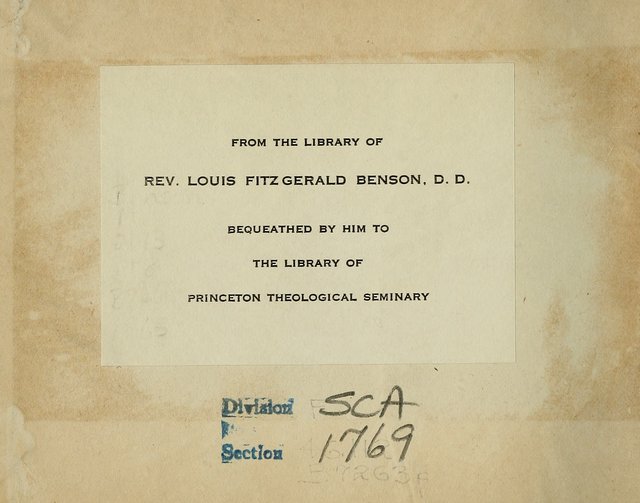 FROM THE LIBRARY OF
REV. LOUIS FITZGERALD BENSON, D. D.
BEQUEATHED BY HIM TO
THE LIBRARY OF
PRINCETON THEOLOGICAL SEMINARY
Division SCA
Section 1769